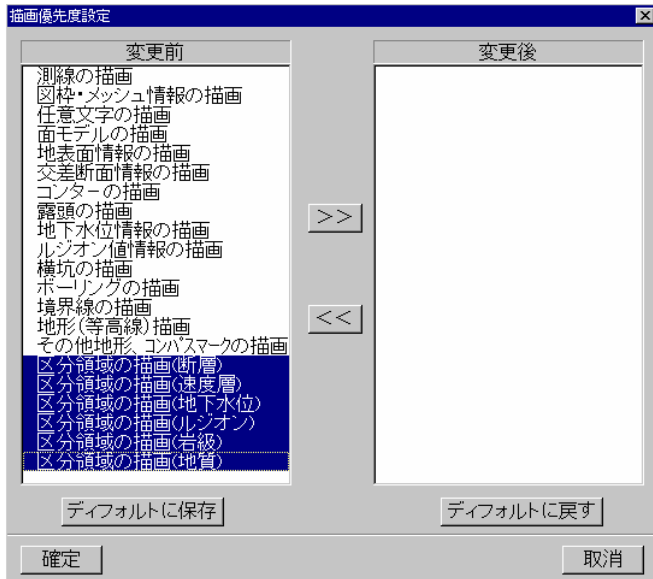 描画優先度設定
変更前
変更後
測線の描画
図枠・メッシュ情報の描画
任意文字の描画
面モデルの描画
地表面情報の描画
交差断面情報の描画
コンターの描画
露頭の描画
地下水位情報の描画
ルジオン値情報の描画
横坑の描画
ボーリングの描画
境界線の描画
地形(等高線)描画
その他地形、コンパスマークの描画
区分領域の描画(断層)
区分領域の描画(速度層)
区分領域の描画(地下水位)
区分領域の描画(ルジオン)
区分領域の描画(岩級)
区分領域の描画(地質)
>>
<<
ディフォルトに保存
ディフォルトに戻す
確定
取消